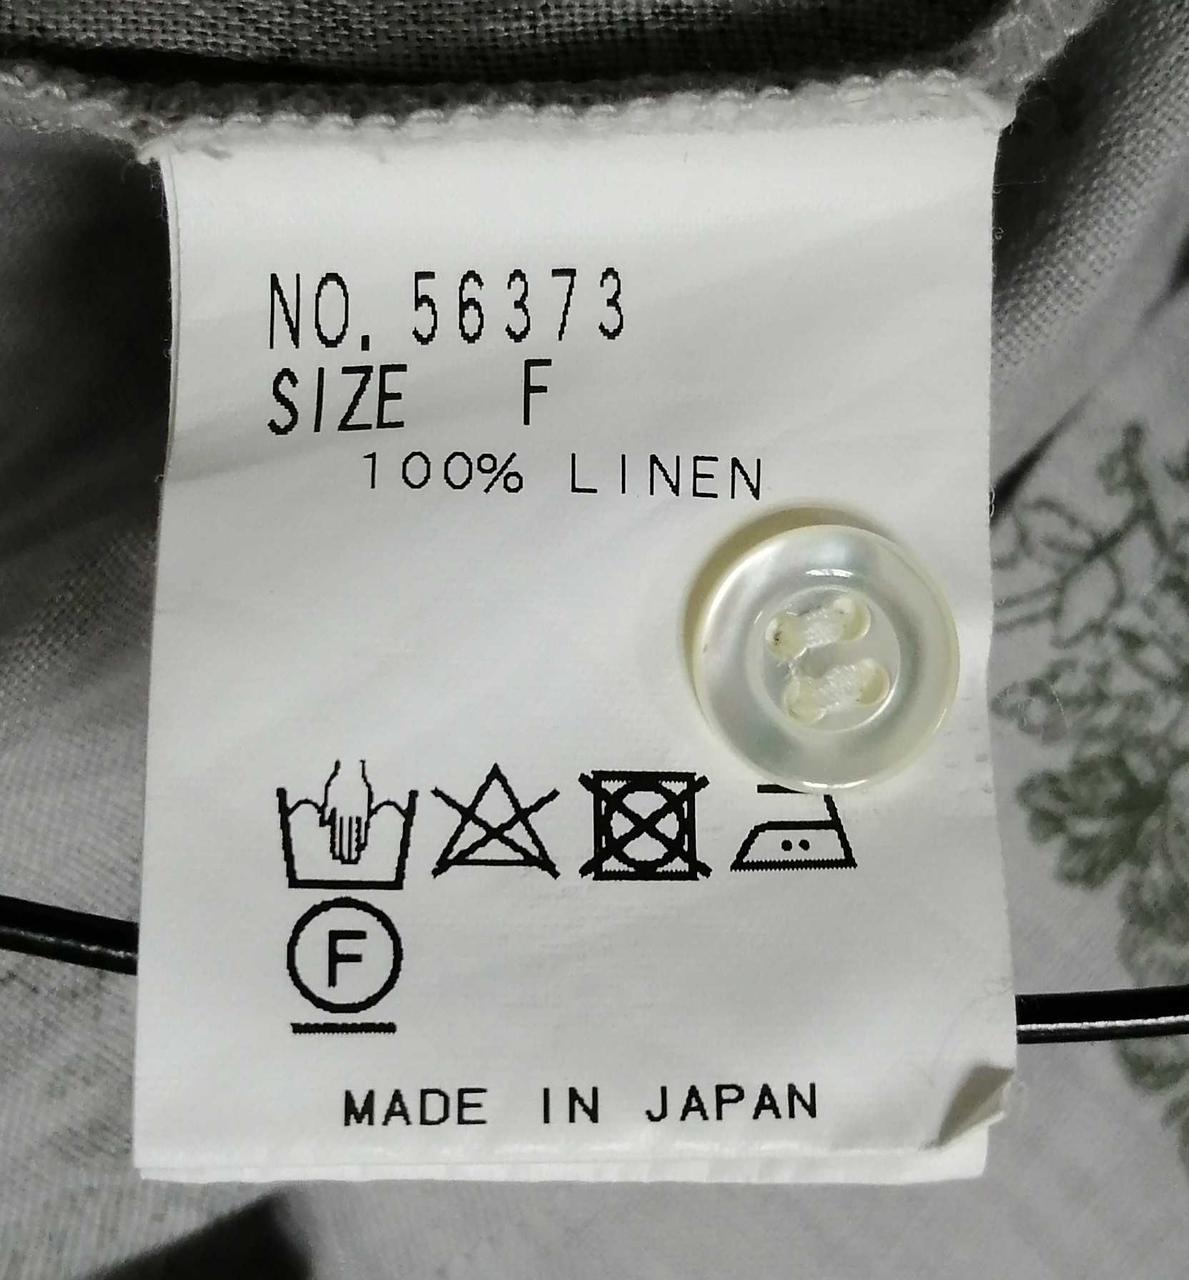 NO. 56373
SIZE F
100% LINEN
F
MADE IN JAPAN